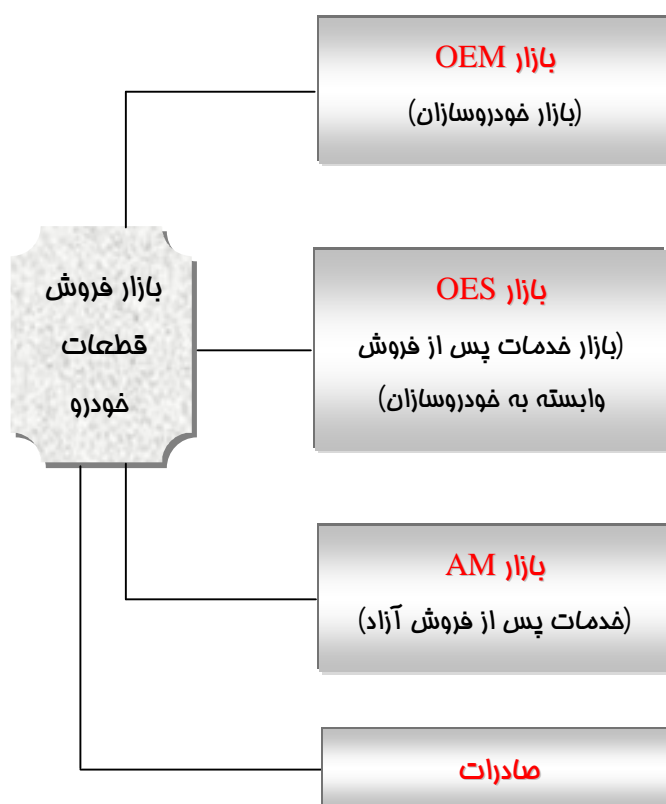 بازار OEM
(بازار خودروسازان)
بازار فروش
قطعات
خودرو
بازار OES
(بازار خدمات پس از فروش
وابسته به خودروسازان)
بازار AM
(خدمات پس از فروش آزاد)
صادرات